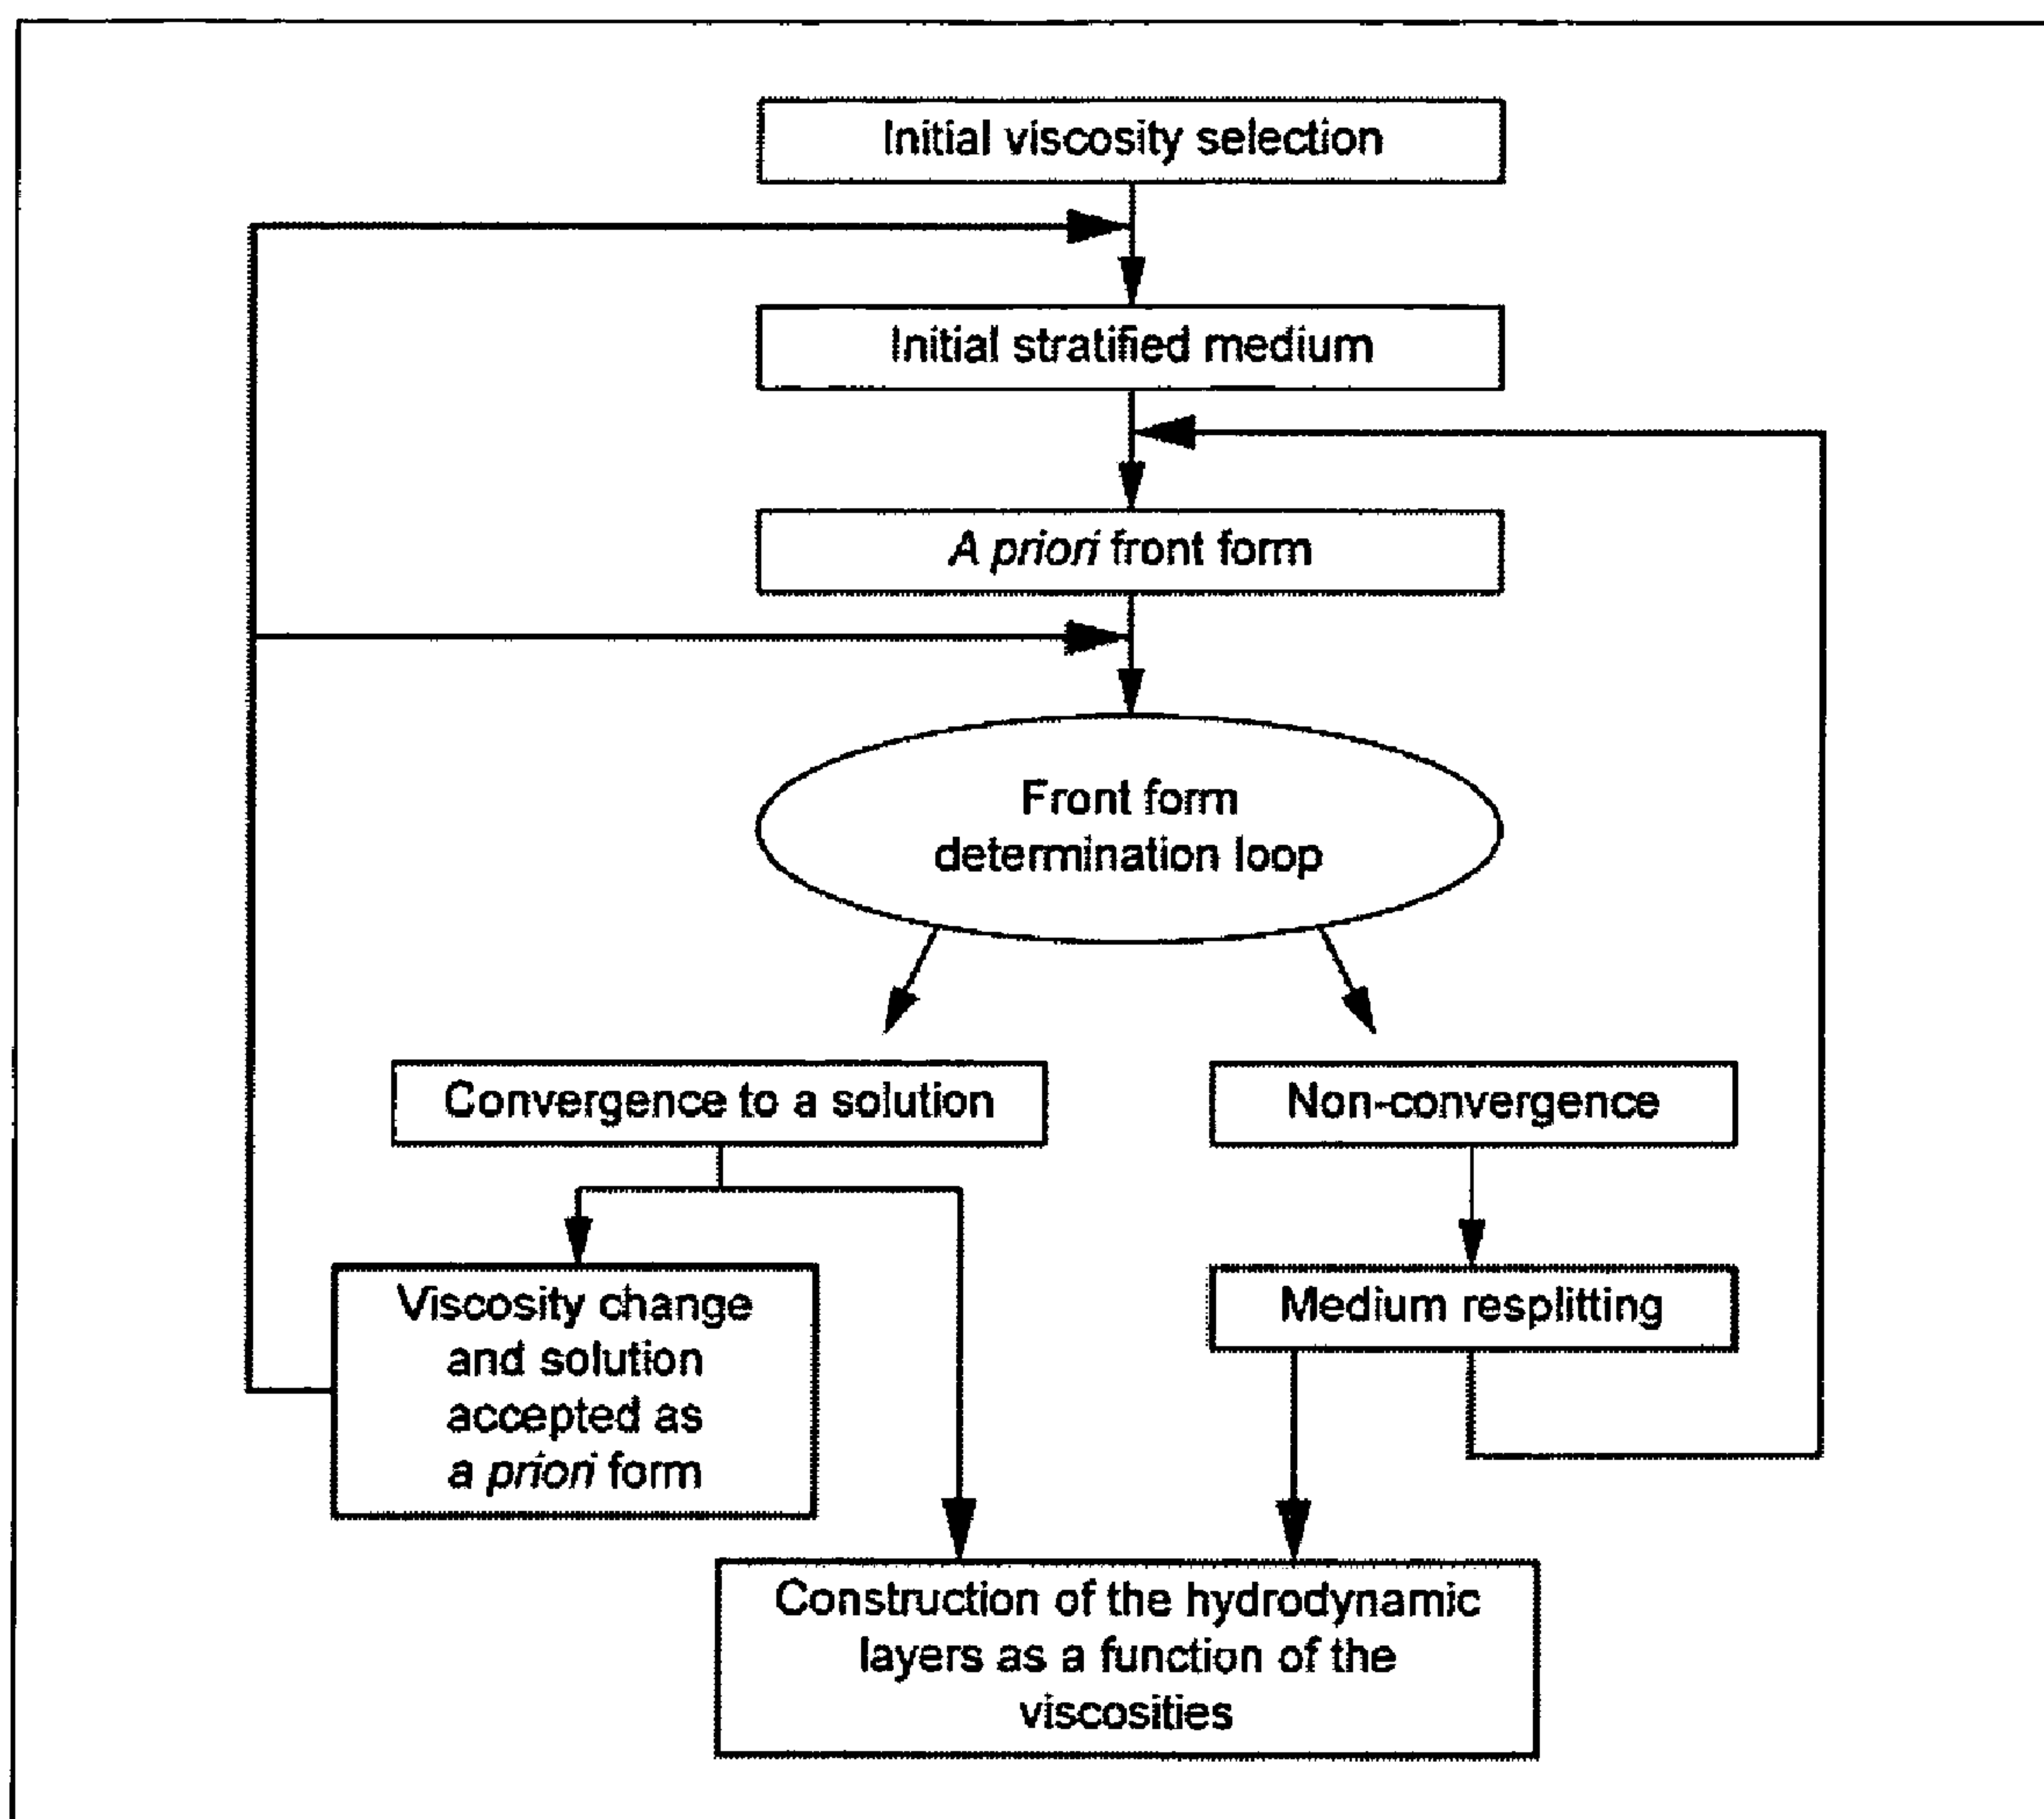 Initial viscosity selection
Initial stratified medium
A priori front form
Front form
determination loop
Convergence to a solution
Non-convergence
Viscosity change
and solution
accepted as
a priori form
Medium resplitting
Construction of the hydrodynamic
layers as a function of the
viscosities